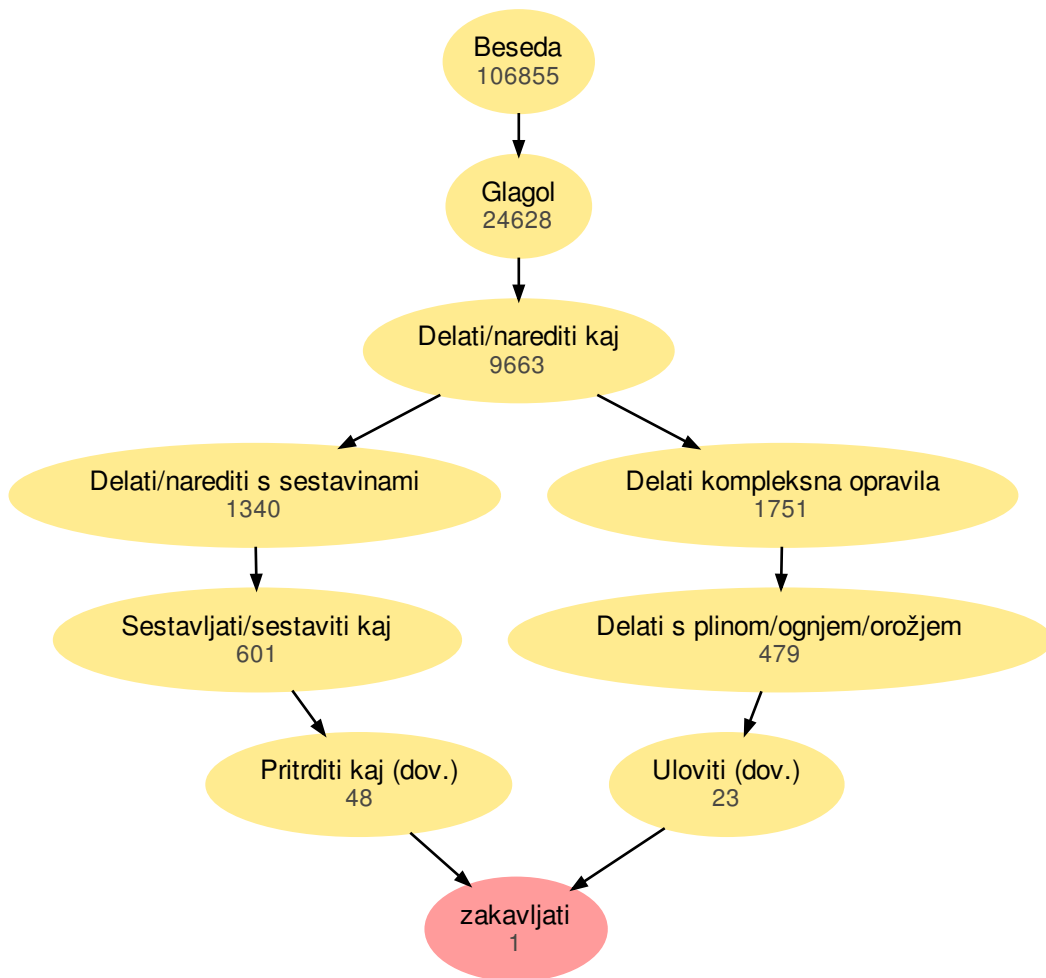 Beseda
106855
Glagol
24628
Delati/narediti kaj
9663
Delati/narediti s sestavinami
1340
Delati kompleksna opravila
1751
Sestavljati/sestaviti kaj
601
Delati s plinom/ognjem/orožjem
479
Pritrditi kaj (dov.)
48
Uloviti (dov.)
23
zakavljati
1